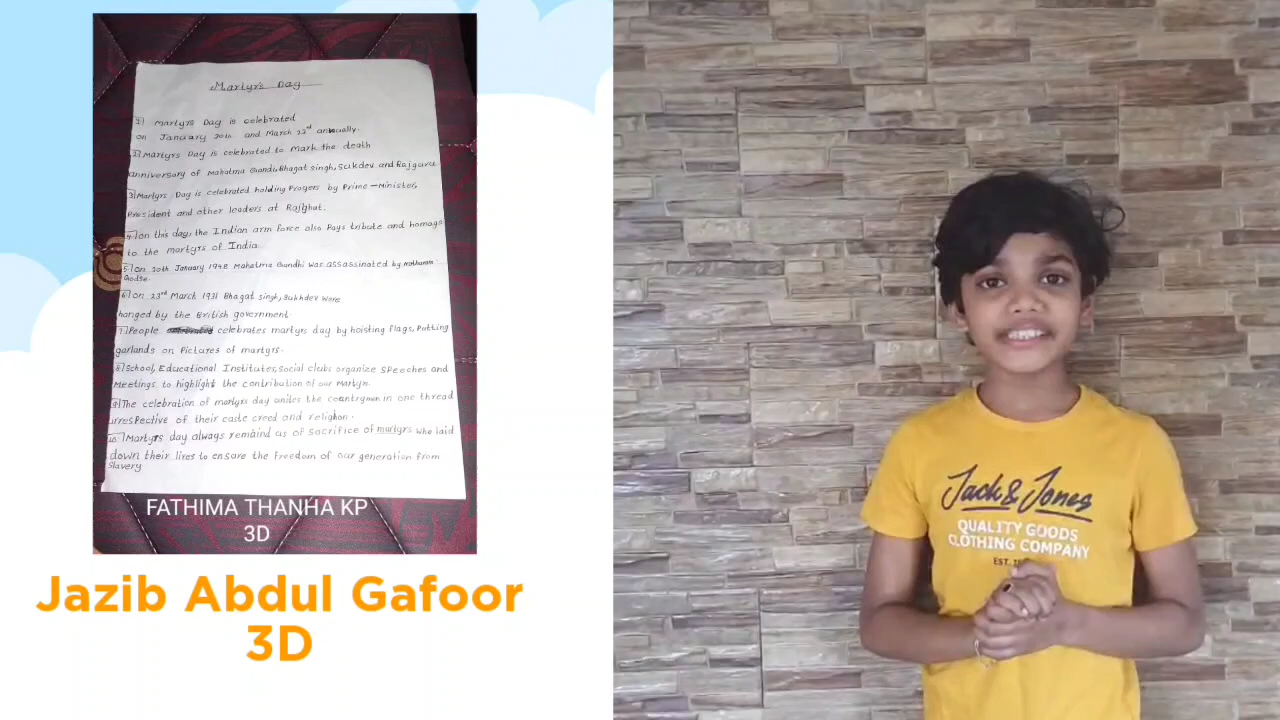 Martyrs Day
1) Martyrs Day is celebrated
on January 30th and March 23rd annually.
2) Martyrs Day is celebrated to mark the death
anniversary of Mahatma Gandhi, Bhagat singh, Sukdev and Rajguru.
3) Martyrs Day is celebrated holding Prayers by Prime-Minister,
President and other leaders at Rajghat.
4) on this day, the Indian arm force also Pays tribute and homags
to the martyrs of India.
5) On 30th January 1948 Mahatma Gandhi was assassinated by Nathuram
Godse.
6) On 23rd March 1931 Bhagat singh, Sukhdev were
hanged by the British government
7) People celebrates martyrs day by hoisting flags, Putting
garlands on Pictures of martyrs.
8) School, Educational Institutes, Social clubs organize Speeches and
Meetings to highlight the contribution of our Martyr.
9) The celebration of martyrs day unites the countrymen in one thread
irrespective of their caste creed and relighon.
10) Martyrs day always remaind as of Sacrifice of martyrs who laid
down their lives to ensure the Freedom of our generation from
Slavery
FATHIMA THANHA KP
3D
Jazib Abdul Gafoor
3D
Jack & Jones
QUALITY GOODS
CLOTHING COMPANY
EST.